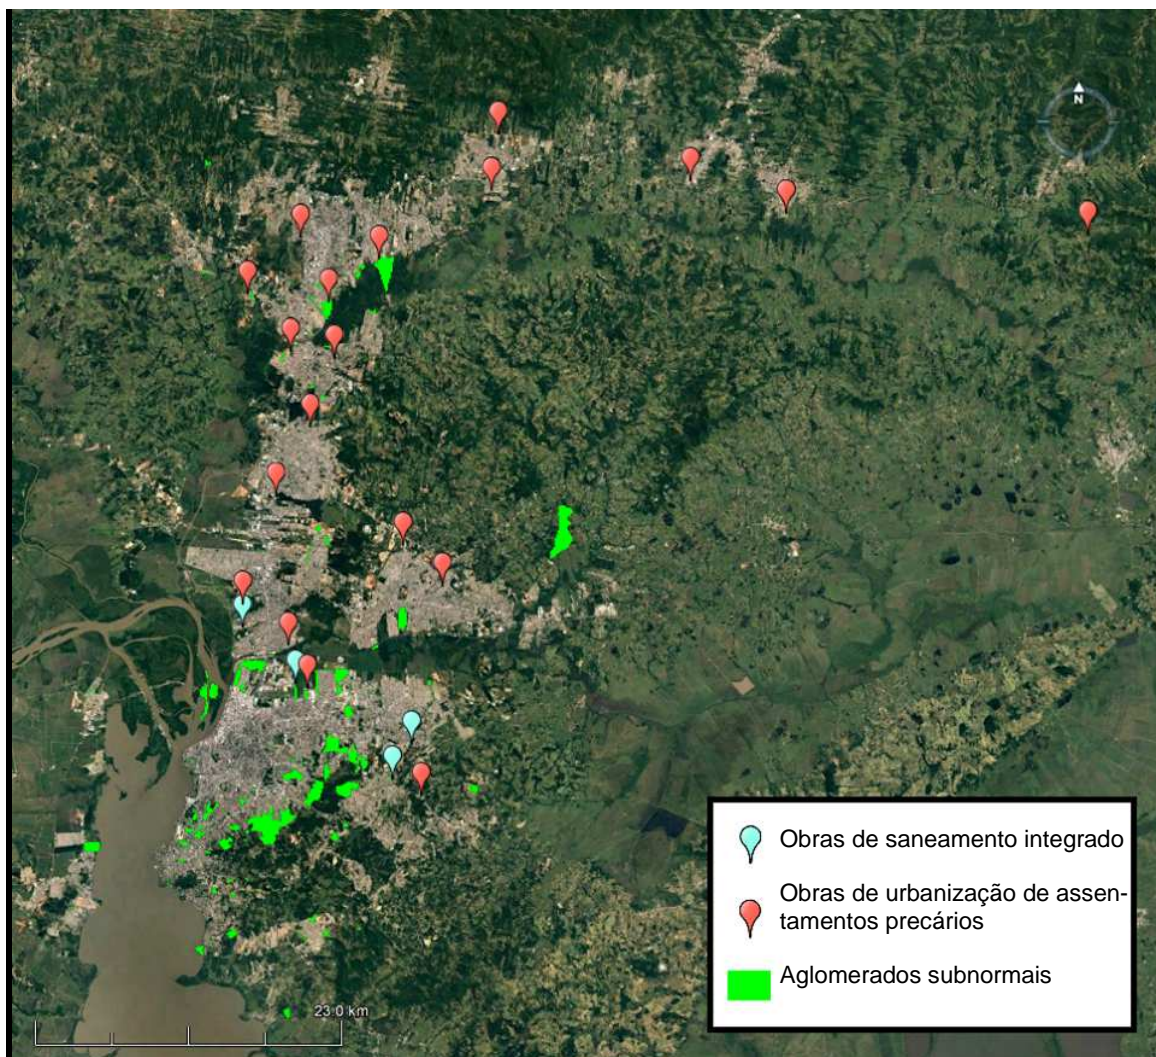 N
Obras de saneamento integrado
Obras de urbanização de assen-
tamentos precários
Aglomerados subnormais
23.0 km